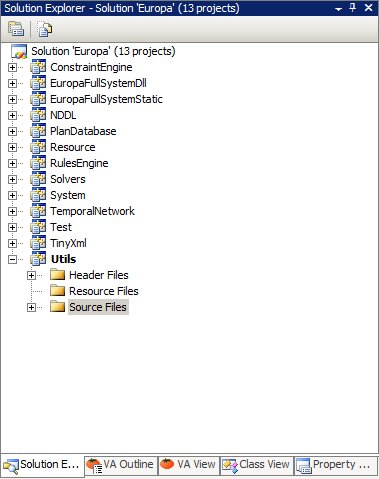 Solution Explorer - Solution 'Europa' (13 projects)
Solution 'Europa' (13 projects)
ConstraintEngine
EuropaFullSystemDll
EuropaFullSystemStatic
NDDL
PlanDatabase
Resource
RulesEngine
Solvers
System
TemporalNetwork
Test
TinyXml
Utils
Header Files
Resource Files
Source Files
Solution E... VA Outline VA View Class View Property ...